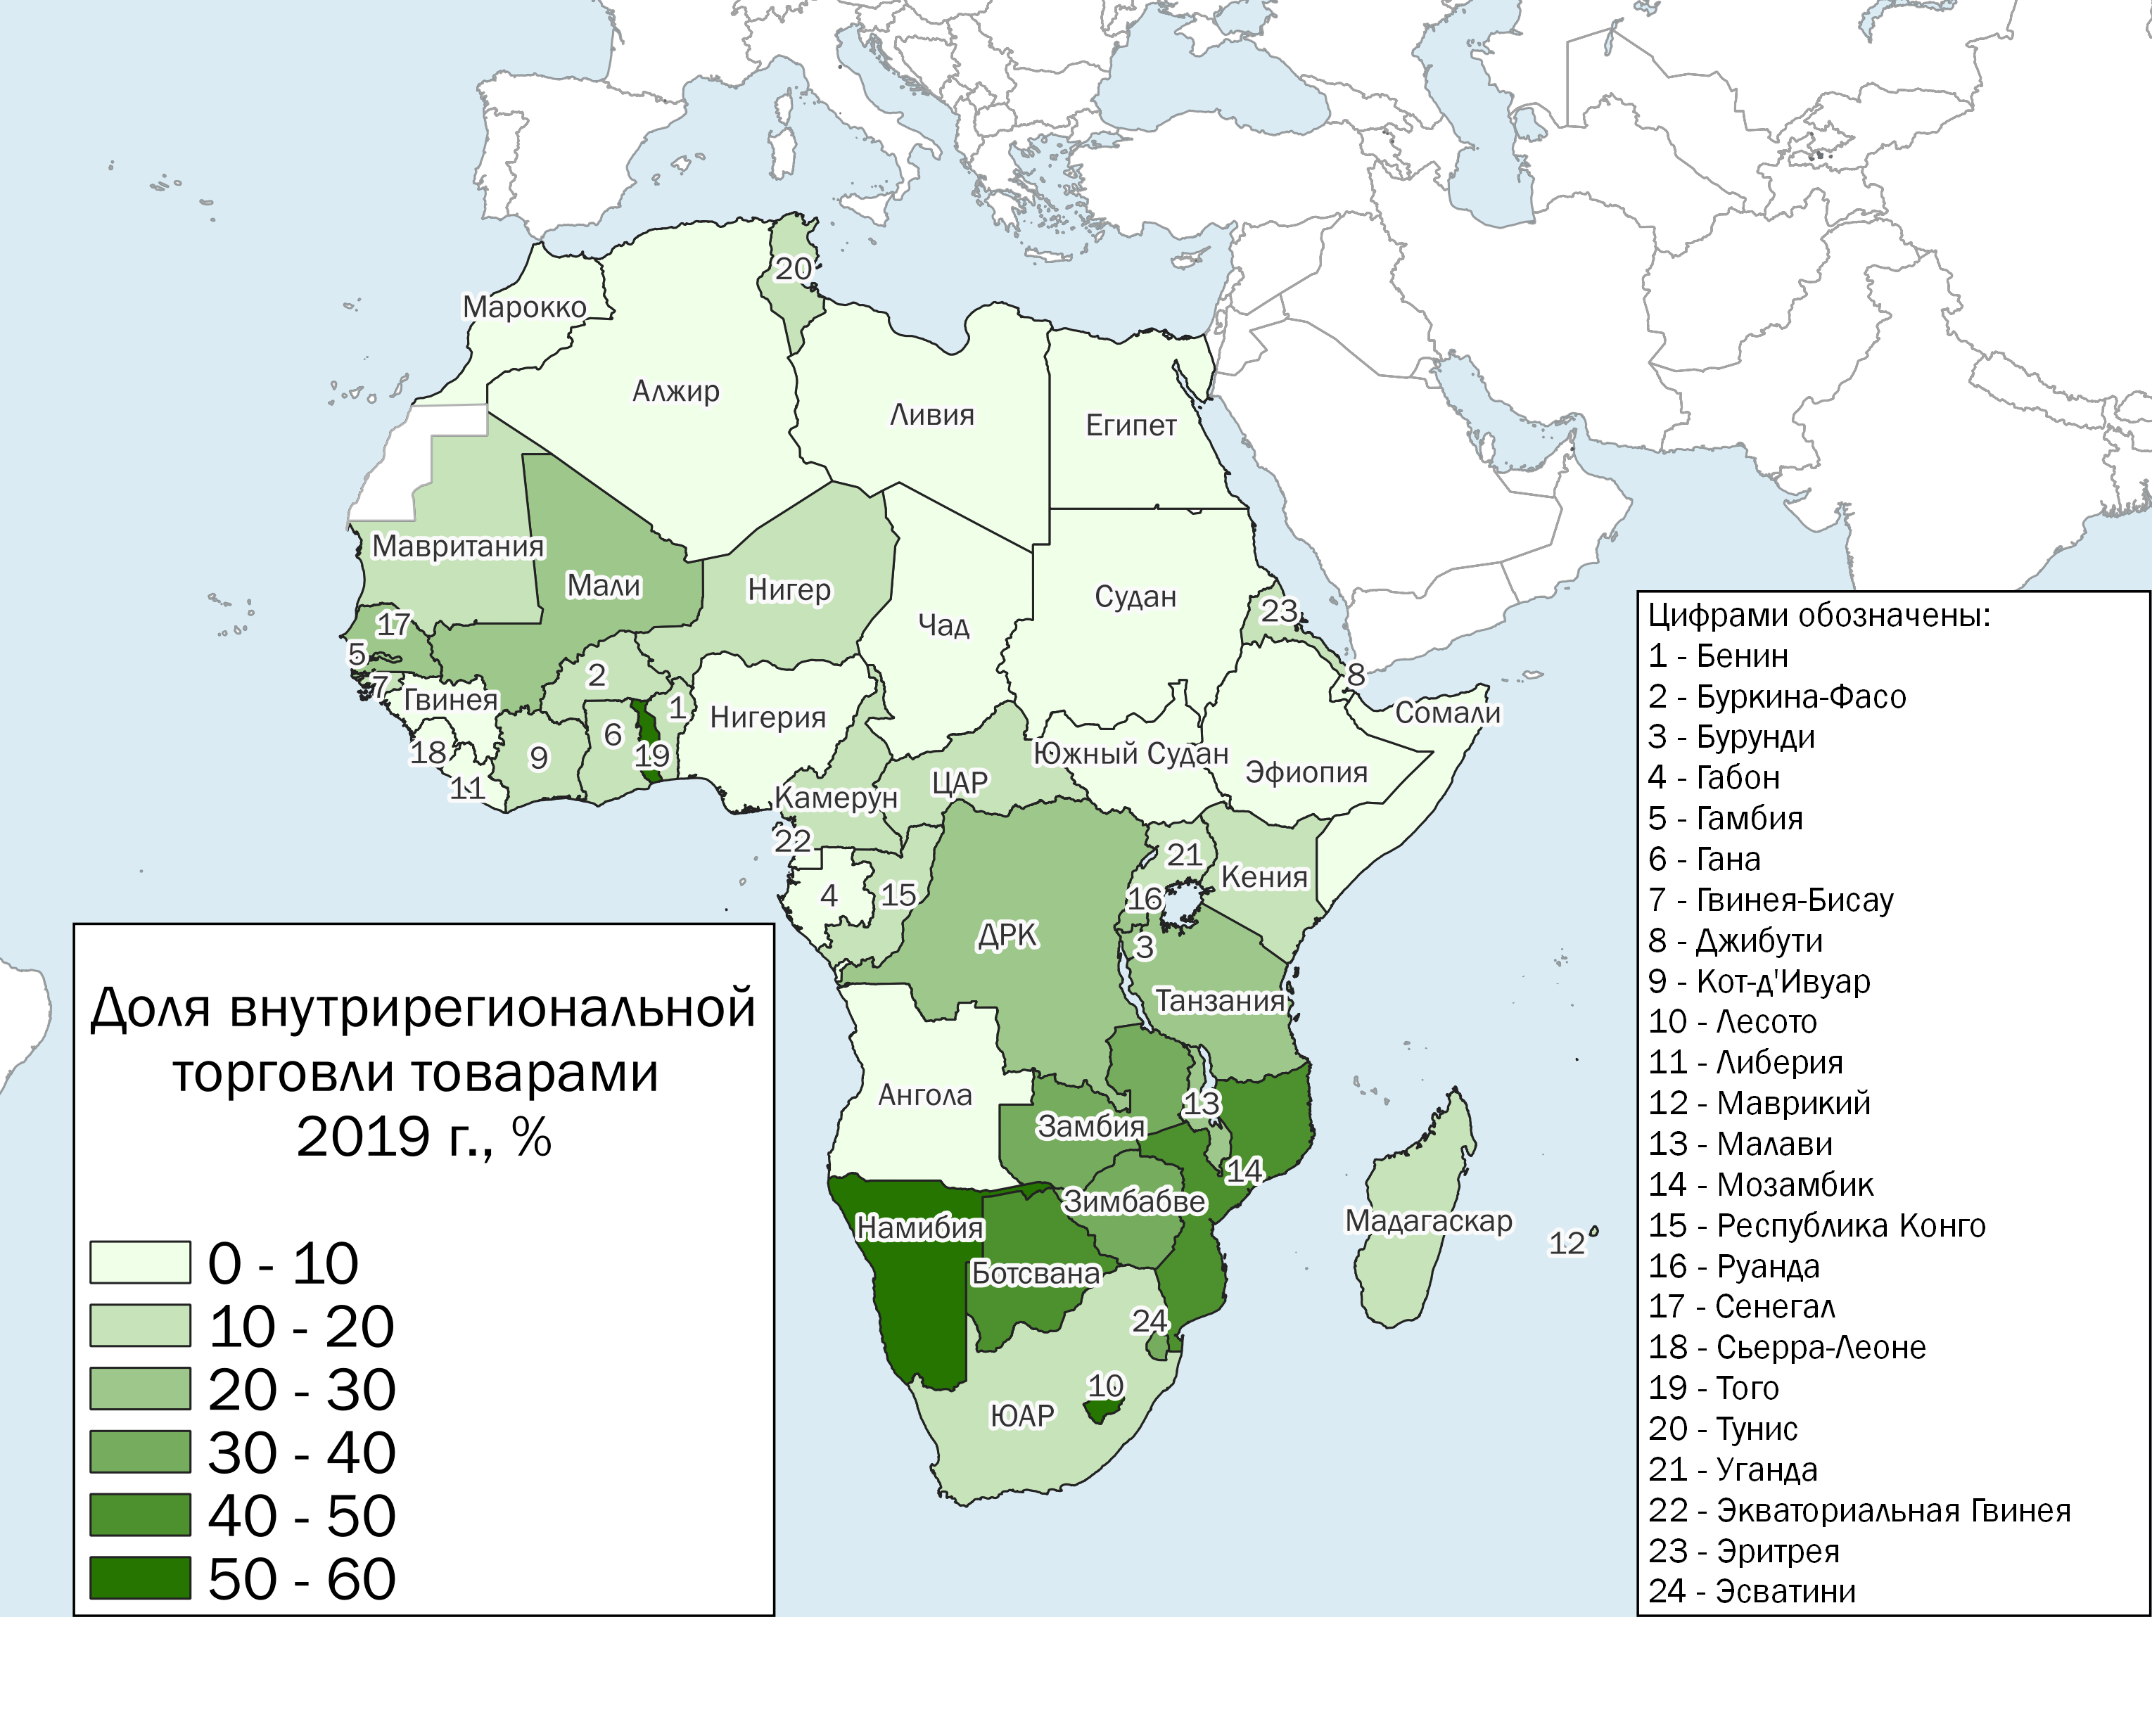 20
Марокко
Алжир
Ливия
Египет
Мавритания
Мали
Нигер
Чад
Судан
23
17
5
2
8
7
Гвинея
1
Нигерия
Сомали
6
18
9
19
Южный Судан
Эфиопия
11
ЦАР
Камерун
22
21
Кения
4
15
16
ДРК
3
Танзания
Ангола
13
Замбия
14
Намибия
Зимбабве
Мадагаскар
12
Ботсвана
24
10
ЮАР
Доля внутрирегиональной
торговли товарами
2019 г., %
0 - 10
10 - 20
20 - 30
30 - 40
40 - 50
50 - 60
Цифрами обозначены:
1 - Бенин
2 - Буркина-Фасо
3 - Бурунди
4 - Габон
5 - Гамбия
6 - Гана
7 - Гвинея-Бисау
8 - Джибути
9 - Кот-д'Ивуар
10 - Лесото
11 - Либерия
12 - Маврикий
13 - Малави
14 - Мозамбик
15 - Республика Конго
16 - Руанда
17 - Сенегал
18 - Сьерра-Леоне
19 - Того
20 - Тунис
21 - Уганда
22 - Экваториальная Гвинея
23 - Эритрея
24 - Эсватини